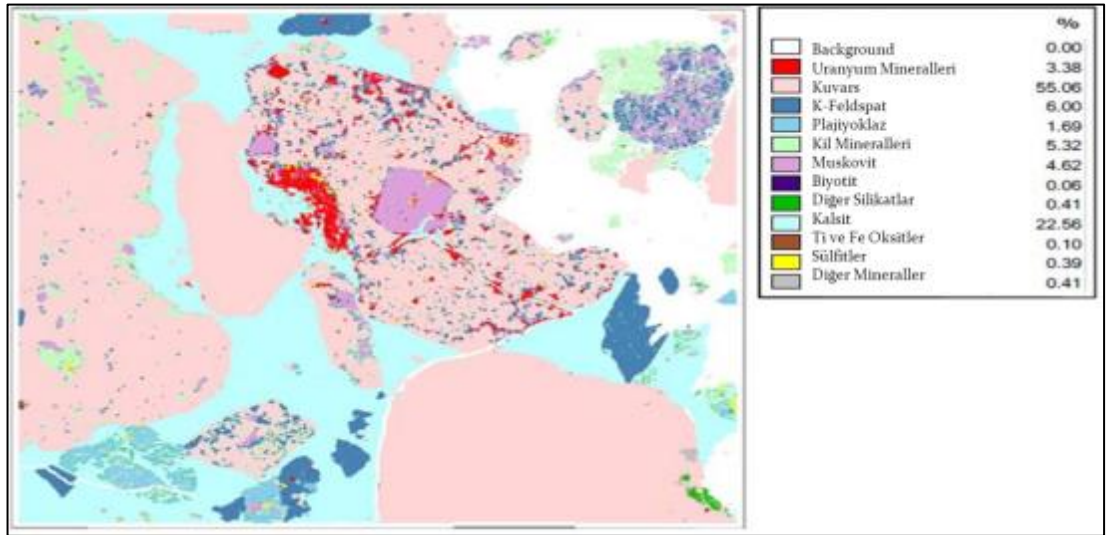 %
Background 0.00
Uranyum Mineralleri 3.38
Kuvars 55.06
K-Feldspat 6.00
Plajiyoklaz 1.69
Kil Mineralleri 5.32
Muskovit 4.62
Biyotit 0.06
Diğer Silikatlar 0.41
Kalsit 22.56
Ti ve Fe Oksitler 0.10
Sülfitler 0.39
Diğer Mineraller 0.41